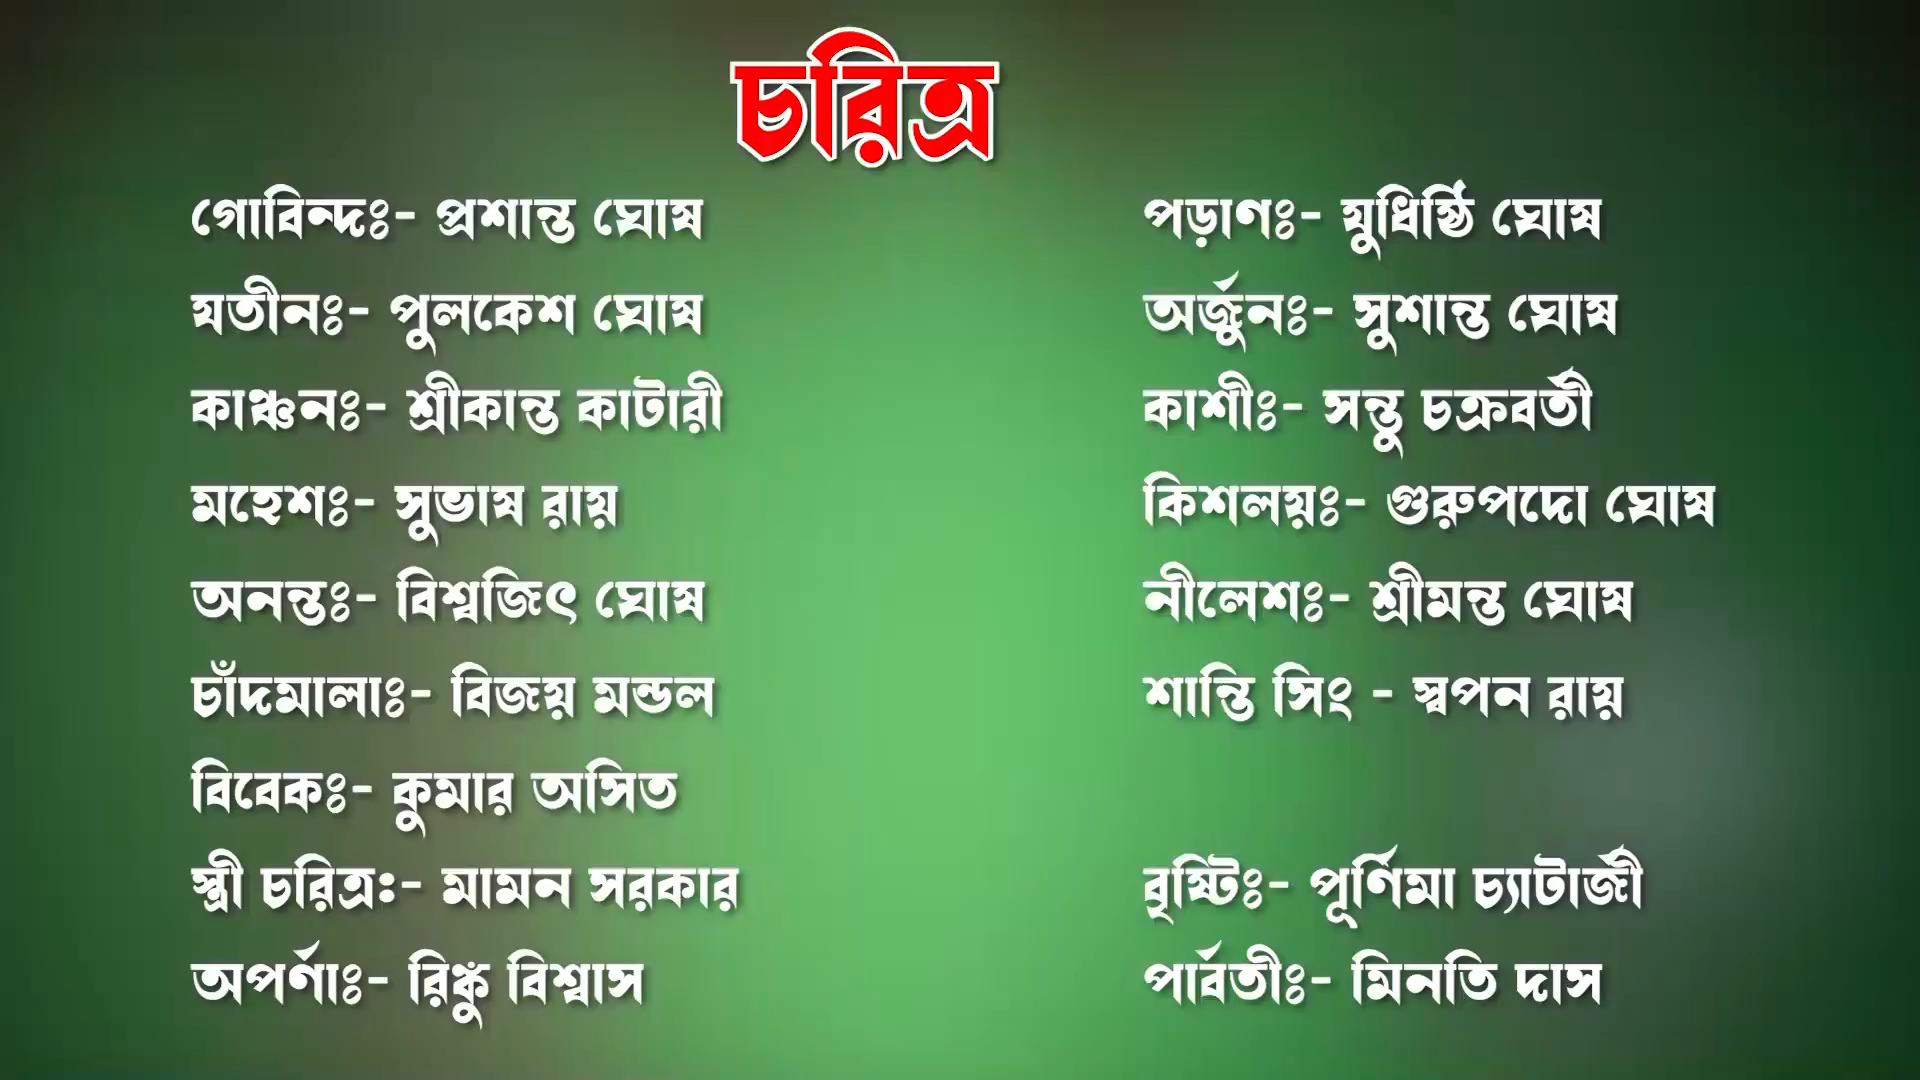 চরিত্র
গোবিন্দঃ- প্রশান্ত ঘোষ
যতীনঃ- পুলকেশ ঘোষ
কাঞ্চনঃ- শ্রীকান্ত কাটারী
মহেশঃ- সুভাষ রায়
অনন্তঃ- বিশ্বজিৎ ঘোষ
চাঁদমালাঃ- বিজয় মন্ডল
বিবেকঃ- কুমার অসিত
স্ত্রী চরিত্র:- মামন সরকার
অপর্ণাঃ- রিঙ্কু বিশ্বাস
পড়াণঃ- যুধিষ্ঠি ঘোষ
অর্জুনঃ- সুশান্ত ঘোষ
কাশীঃ- সন্তু চক্রবর্তী
কিশলয়ঃ- গুরুপদো ঘোষ
নীলেশঃ- শ্রীমন্ত ঘোষ
শান্তি সিং - স্বপন রায়
বৃষ্টিঃ- পূর্ণিমা চ্যাটার্জী
পার্বতীঃ- মিনতি দাস